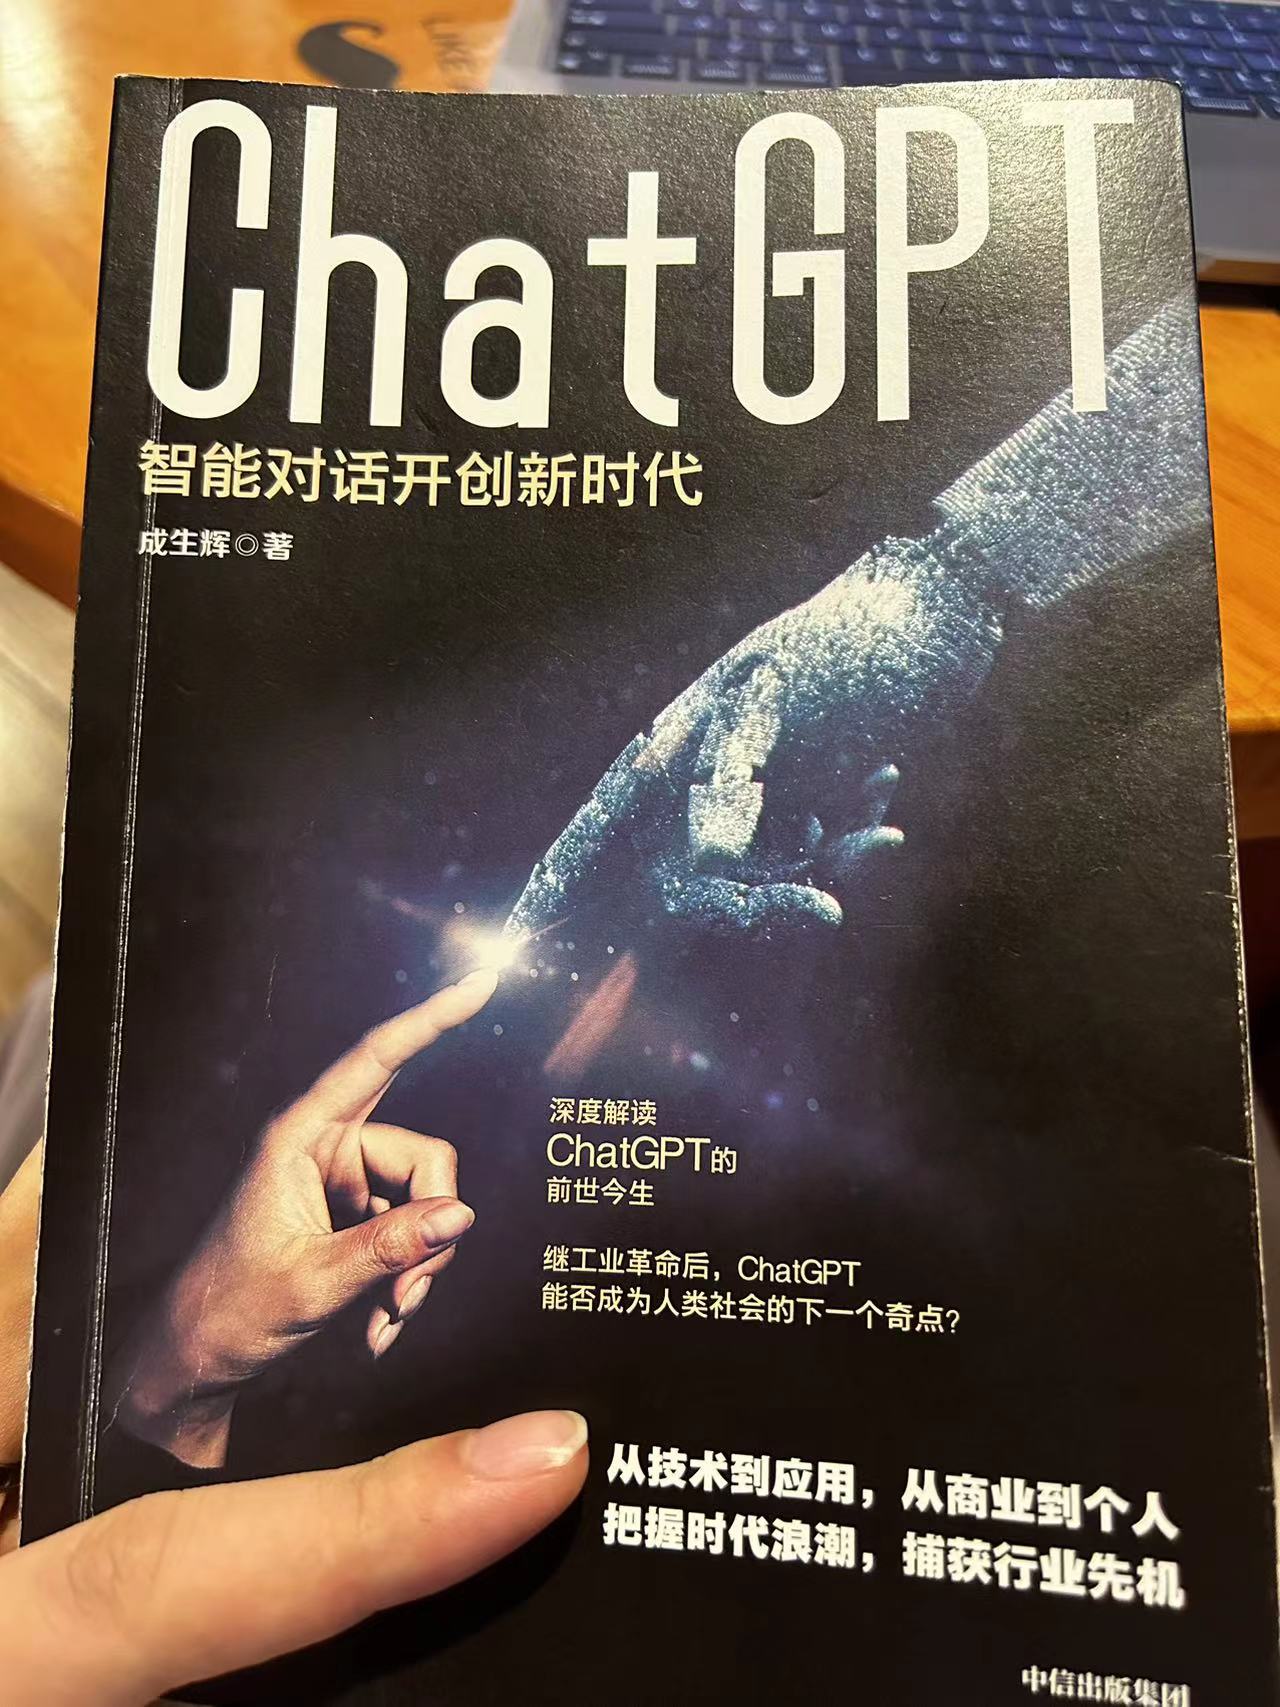 ChatGPT
智能对话开创新时代
成生辉◎著
深度解读
ChatGPT的
前世今生
继工业革命后，ChatGPT
能否成为人类社会的下一个奇点？
从技术到应用，从商业到个人
把握时代浪潮，捕获行业先机
中信出版集团